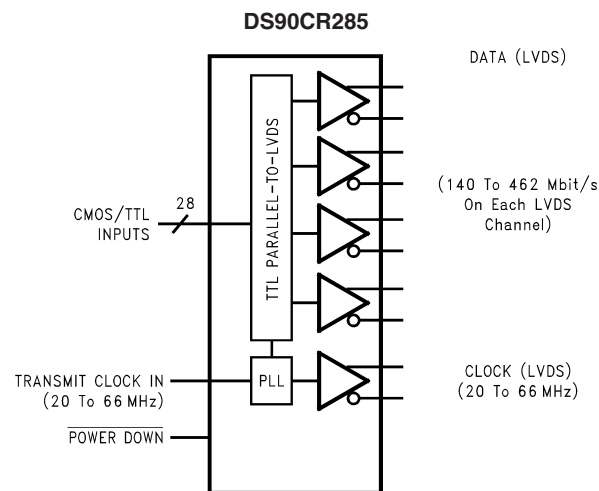 DS90CR285
DATA (LVDS)
TTL PARALLEL-TO-LVDS
28
CMOS/TTL
INPUTS
(140 To 462 Mbit/s
On Each LVDS
Channel)
PLL
TRANSMIT CLOCK IN
(20 To 66 MHz)
CLOCK (LVDS)
(20 To 66 MHz)
POWER DOWN